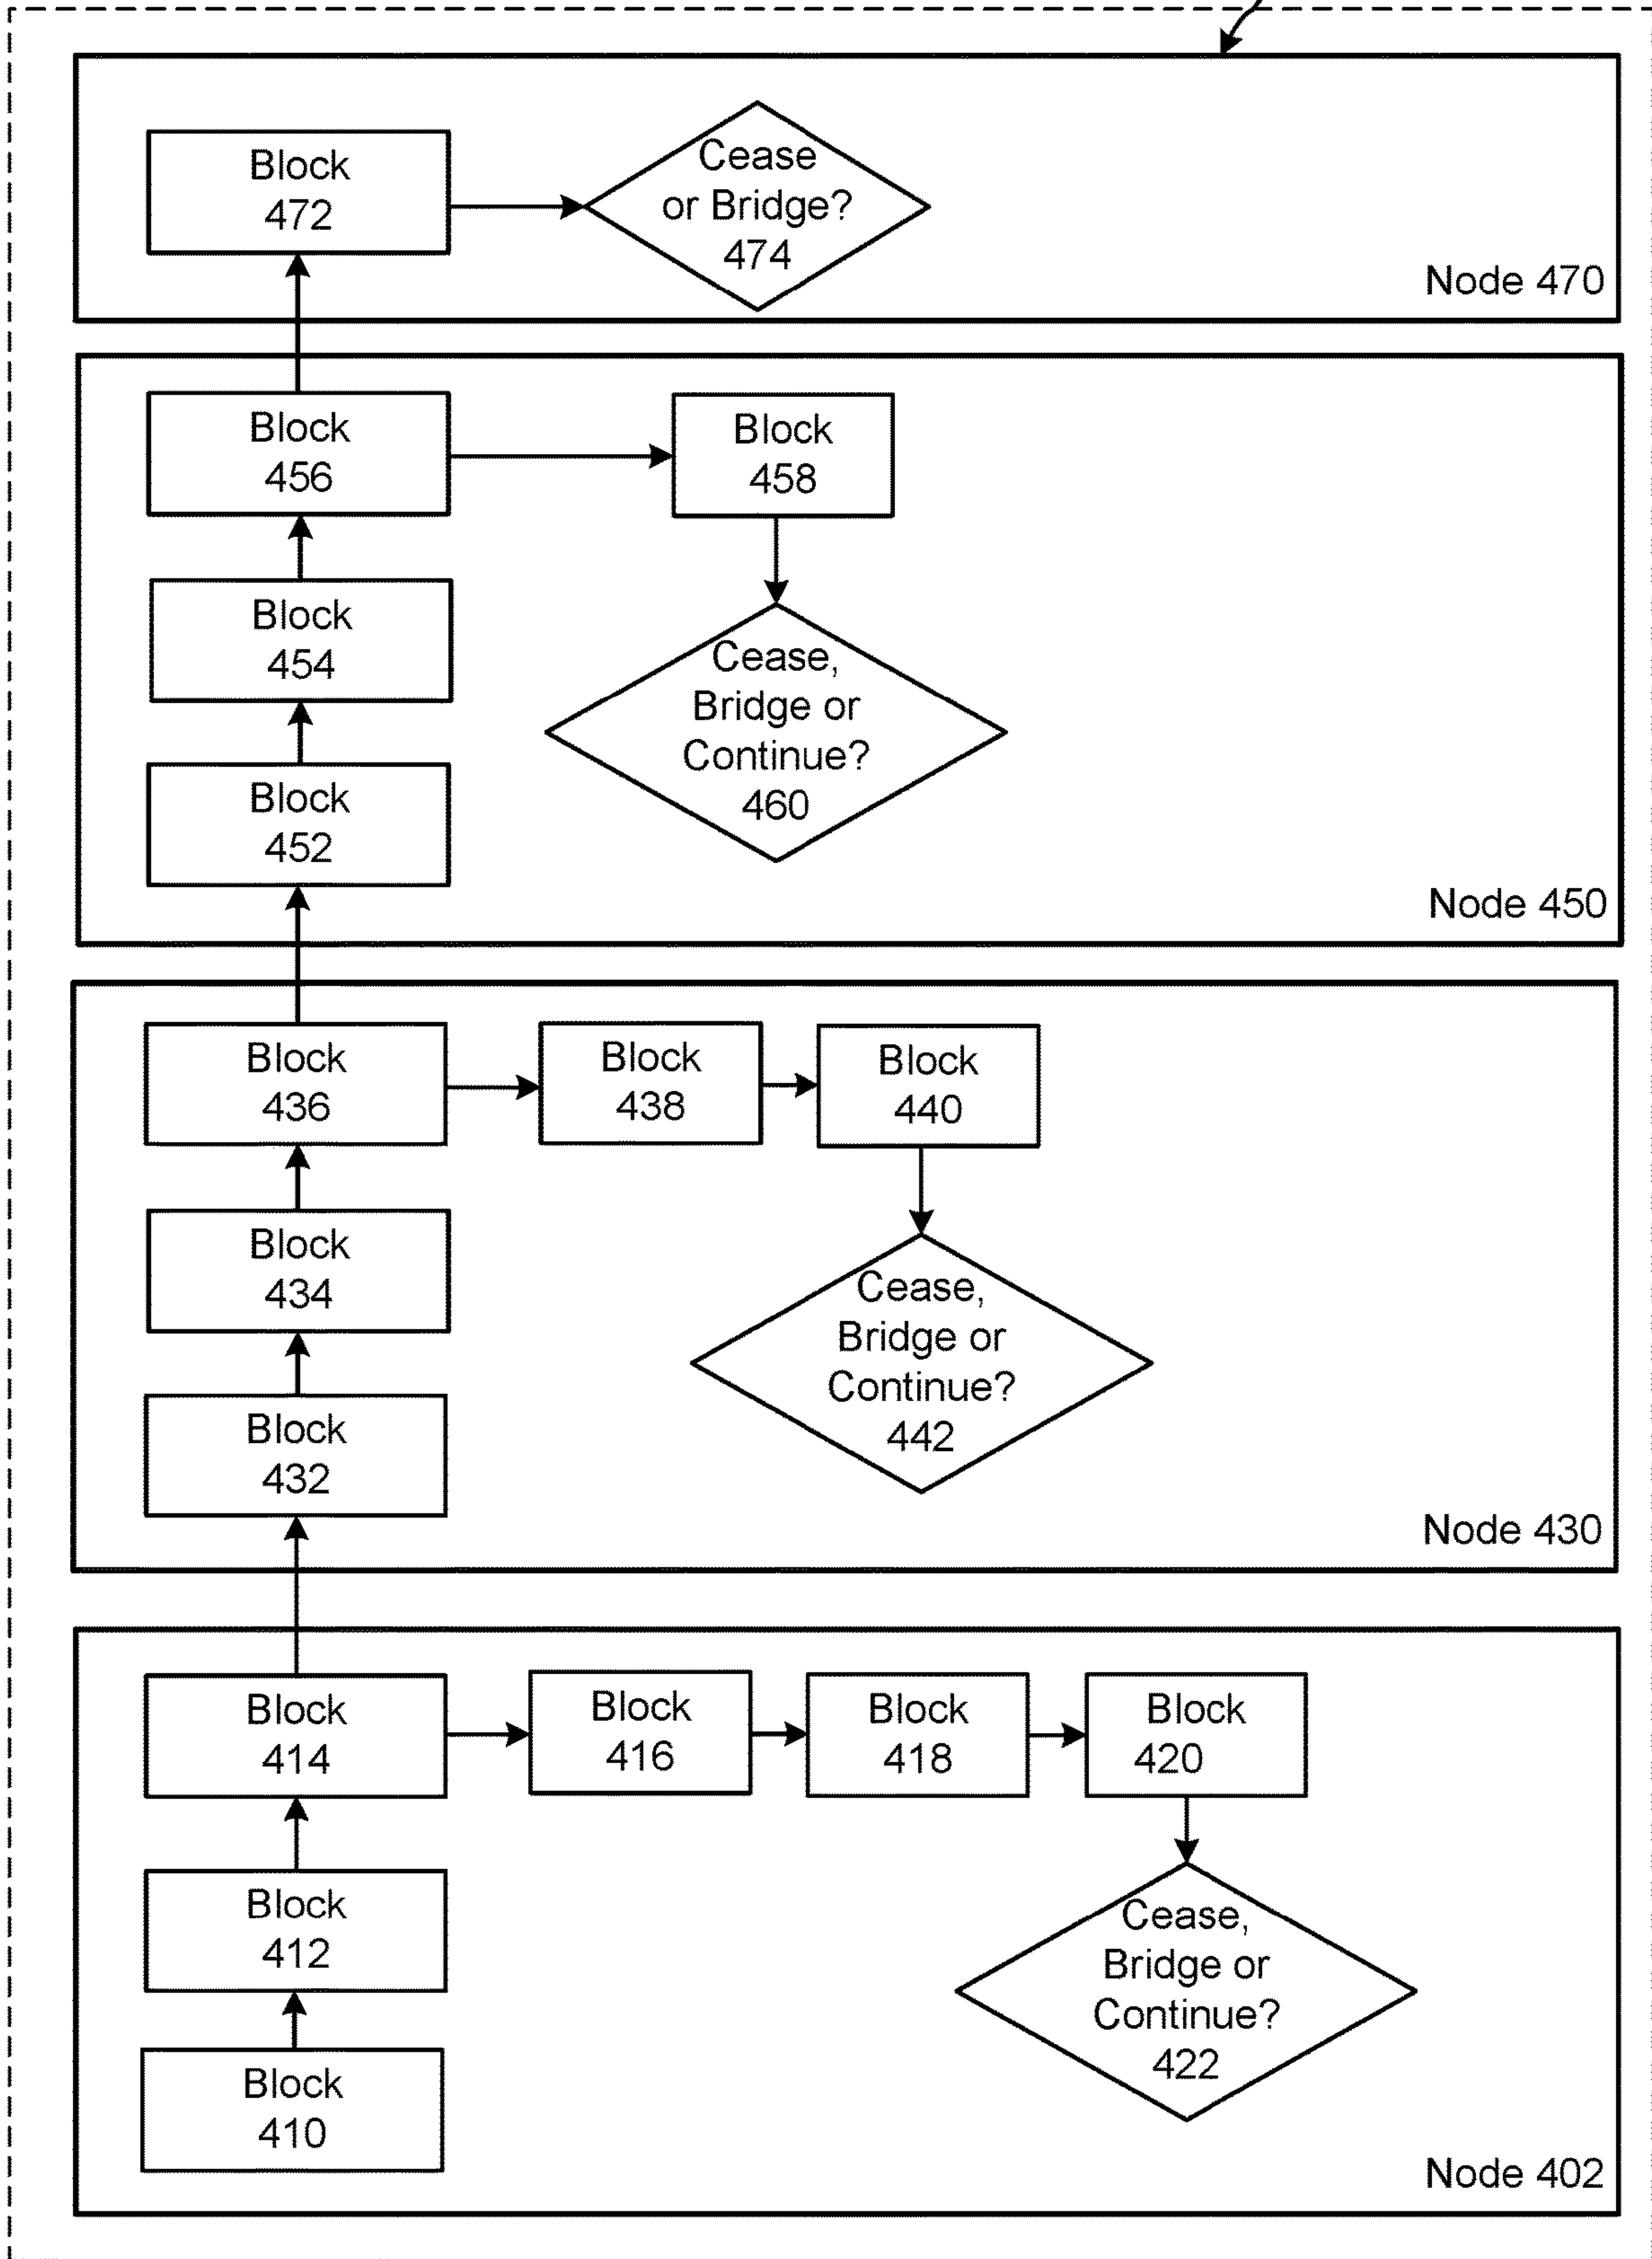 Block
472
Cease
or Bridge?
474
Node 470
Block
456
Block
458
Block
454
Cease,
Bridge or
Continue?
460
Block
452
Node 450
Block
436
Block
438
Block
440
Block
434
Cease,
Bridge or
Continue?
442
Block
432
Node 430
Block
414
Block
416
Block
418
Block
420
Block
412
Cease,
Bridge or
Continue?
422
Block
410
Node 402